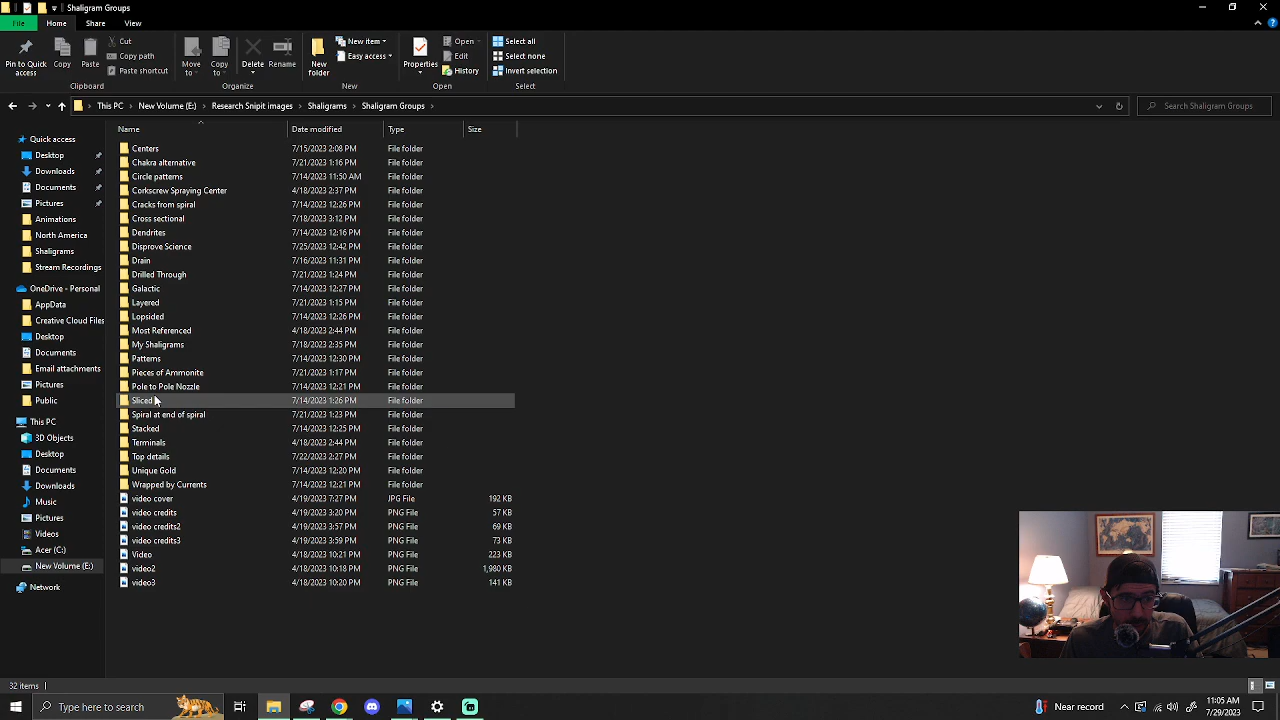 Shaligram Groups
File Home Share View
Pin to Quick access
Copy
Paste
Cut
Copy path
Paste shortcut
Clipboard
Move to
Copy to
Delete
Rename
Organize
New folder
New item
Easy access
New
Properties
Open
Edit
History
Open
Select all
Select none
Invert selection
Select
This PC > New Volume (E:) > Research Snipit images > Shaligrams > Shaligram Groups >
Search Shaligram Groups
Quick access
Desktop
Downloads
Documents
Pictures
Animations
North America
Shaligrams
Stream Recordings
OneDrive - Personal
AppData
Creative Cloud Files
Desktop
Documents
Email attachments
Pictures
Public
This PC
3D Objects
Desktop
Documents
Downloads
Music
Pictures
Videos
Acer (C:)
New Volume (E:)
Network
Name Date modified Type Size
Centers 7/15/2023 2:08 PM File folder
Chakra alternative 7/21/2023 1:16 PM File folder
Circle patterns 7/14/2023 11:50 AM File folder
Corkscrew Spraying Center 4/18/2023 2:37 PM File folder
Cracks from spiral 7/14/2023 12:26 PM File folder
Cross sectional 7/18/2023 3:12 PM File folder
Dendrites 7/14/2023 12:16 PM File folder
Disprove Science 7/25/2023 12:42 PM File folder
Drain 7/16/2023 11:31 PM File folder
Drilled Through 7/21/2023 1:24 PM File folder
Galactic 7/14/2023 12:27 PM File folder
Layered 7/21/2023 1:15 PM File folder
Lopsided 7/14/2023 12:26 PM File folder
Most Referenced 4/18/2023 2:44 PM File folder
My Shaligrams 7/18/2023 2:35 PM File folder
Patterns 7/14/2023 12:30 PM File folder
Pieces of Ammonite 7/21/2023 1:17 PM File folder
Pole to Pole Nozzle 7/14/2023 12:21 PM File folder
Sliced 7/14/2023 1:26 PM File folder
Spiral at end of spiral 7/21/2023 1:23 PM File folder
Stacked 7/14/2023 12:25 PM File folder
Terminals 4/18/2023 2:44 PM File folder
Top details 7/22/2023 2:27 PM File folder
Unique Gold 7/14/2023 12:20 PM File folder
Wrapped by Currents 7/14/2023 12:21 PM File folder
video cover 4/19/2023 7:27 PM JPG File 192 KB
video credits 4/19/2023 3:20 PM PNG File 57 KB
video credits2 4/19/2023 3:57 PM PNG File 69 KB
video credits3 4/19/2023 3:59 PM PNG File 73 KB
Video 4/18/2023 10:21 PM PNG File 223 KB
video2 4/18/2023 10:18 PM PNG File 1,980 KB
video3 4/18/2023 10:20 PM PNG File 141 KB
32 items
Type here to search
Near record
11:05 AM
7/29/2023